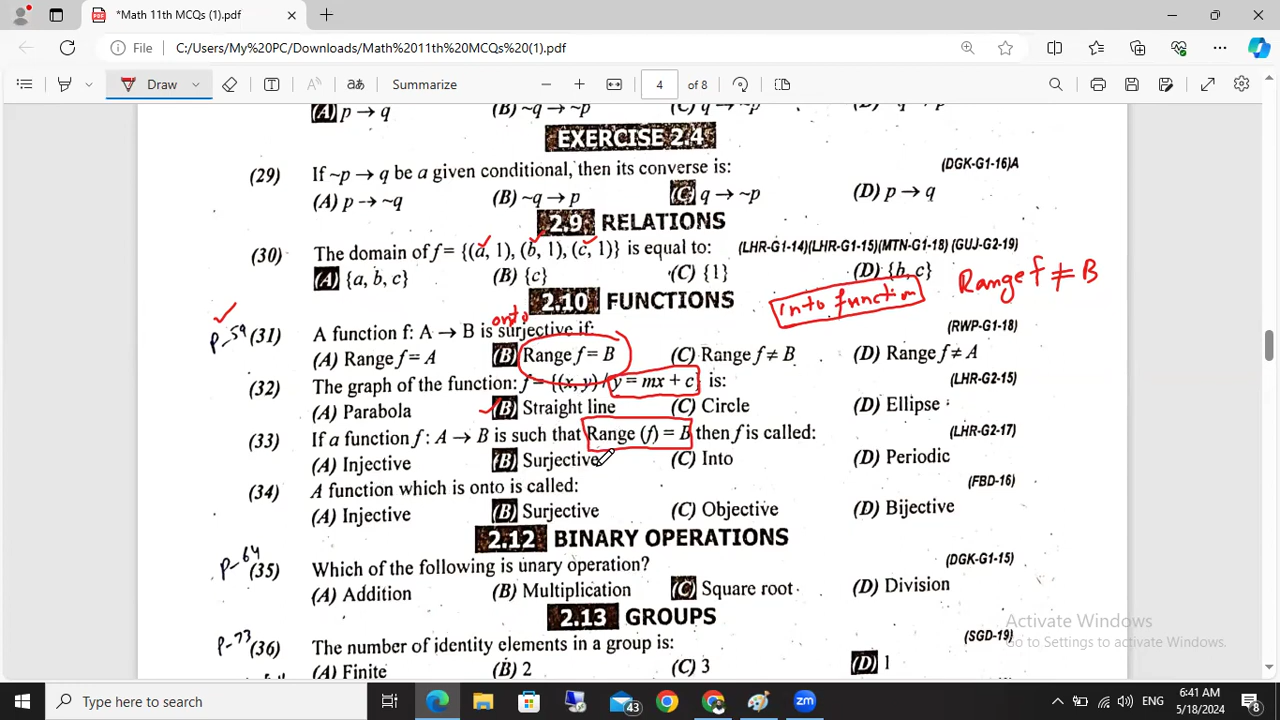 *Math 11th MCQs (1).pdf
File C:/Users/My%20PC/Downloads/Math%2011th%20MCQs%20(1).pdf
Draw Summarize 4 of 8
(A) p → q (B) ~q → ~p (C) q → ~p
EXERCISE 2.4
(DGK-G1-16)A
(29) If ~p → q be a given conditional, then its converse is:
(A) p → ~q (B) ~q → p (C) q → ~p (D) p → q
2.9 RELATIONS
(30) The domain of f = {(a, 1), (b, 1), (c, 1)} is equal to: (LHR-G1-14)(LHR-G1-15)(MTN-G1-18) (GUJ-G2-19)
(A) {a, b, c} (B) {c} (C) {1} (D) {b, c}
Range f ≠ B
2.10 FUNCTIONS
into function
onto
P-59 (31) A function f: A → B is surjective if: (RWP-G1-18)
(A) Range f = A (B) Range f = B (C) Range f ≠ B (D) Range f ≠ A
(32) The graph of the function: f = {(x, y) / y = mx + c} is: (LHR-G2-15)
(A) Parabola (B) Straight line (C) Circle (D) Ellipse
(33) If a function f : A → B is such that Range (f) = B then f is called: (LHR-G2-17)
(A) Injective (B) Surjective (C) Into (D) Periodic
(34) A function which is onto is called: (FBD-16)
(A) Injective (B) Surjective (C) Objective (D) Bijective
2.12 BINARY OPERATIONS
P-64 (35) Which of the following is unary operation? (DGK-G1-15)
(A) Addition (B) Multiplication (C) Square root (D) Division
2.13 GROUPS
P-73 (36) The number of identity elements in a group is: (SGD-19)
(A) Finite (B) 2 (C) 3 (D) 1
Activate Windows
Go to Settings to activate Windows.
Type here to search
43
ENG
6:41 AM
5/18/2024